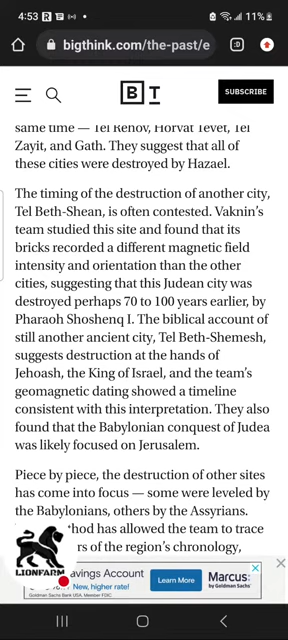 4:53
11%
bigthink.com/the-past/e
:D
B T
SUBSCRIBE
same time — Tel Rehov, Horvat Tevet, Tel
Zayit, and Gath. They suggest that all of
these cities were destroyed by Hazael.
The timing of the destruction of another city,
Tel Beth-Shean, is often contested. Vaknin’s
team studied this site and found that its
bricks recorded a different magnetic field
intensity and orientation than the other
cities, suggesting that this Judean city was
destroyed perhaps 70 to 100 years earlier, by
Pharaoh Shoshenq I. The biblical account of
still another ancient city, Tel Beth-Shemesh,
suggests destruction at the hands of
Jehoash, the King of Israel, and the team’s
geomagnetic dating showed a timeline
consistent with this interpretation. They also
found that the Babylonian conquest of Judea
was likely focused on Jerusalem.
Piece by piece, the destruction of other sites
has come into focus — some were leveled by
the Babylonians, others by the Assyrians.
thod has allowed the team to trace
rs of the region’s chronology,
LIONFARM
avings Account
New, higher rate!
Learn More
Marcus:
by Goldman Sachs
Goldman Sachs Bank USA. Member FDIC.